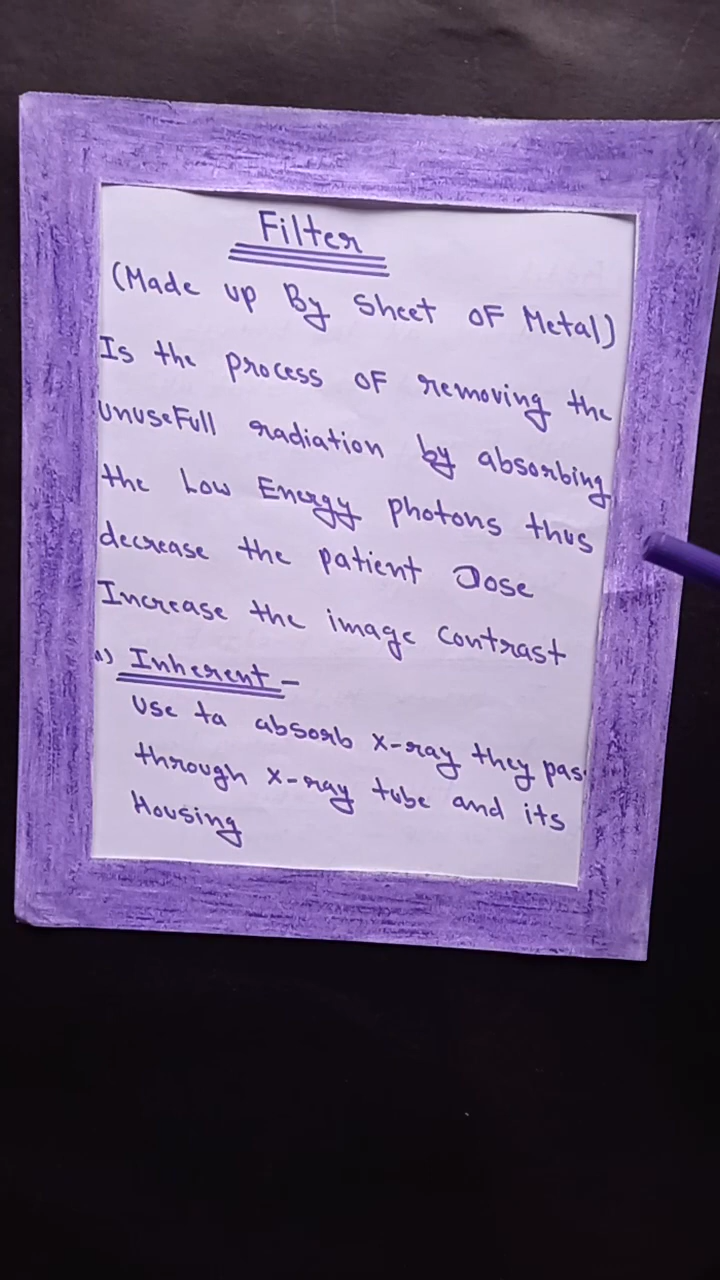 Filter
(Made up By Sheet OF Metal)
Is the process OF removing the
unuseFull radiation by absorbing
the Low Energy photons thus
decrease the patient Dose
Increase the image contrast
a) Inherent -
Use ta absorb x-ray they pas
through x-ray tube and its
Housing